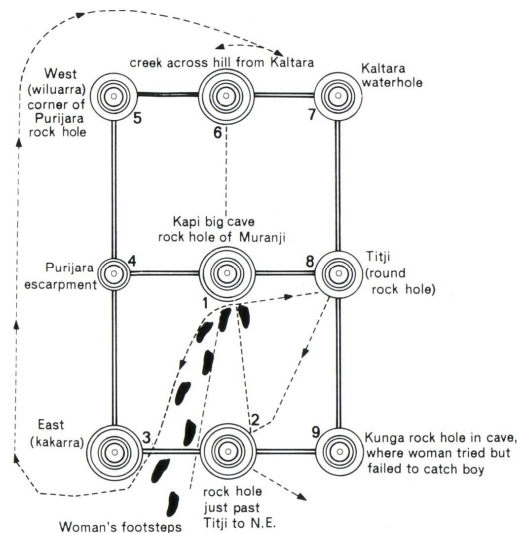 creek across hill from Kaltara
6
West
(wiluarra)
corner of
Purijara
rock hole
5
Kaltara
waterhole
7
Kapi big cave
rock hole of Muranji
1
Purijara
escarpment
4
8
Titji
(round
rock hole)
East
(kakarra)
3
2
rock hole
just past
Titji to N.E.
9
Kunga rock hole in cave,
where woman tried but
failed to catch boy
Woman's footsteps